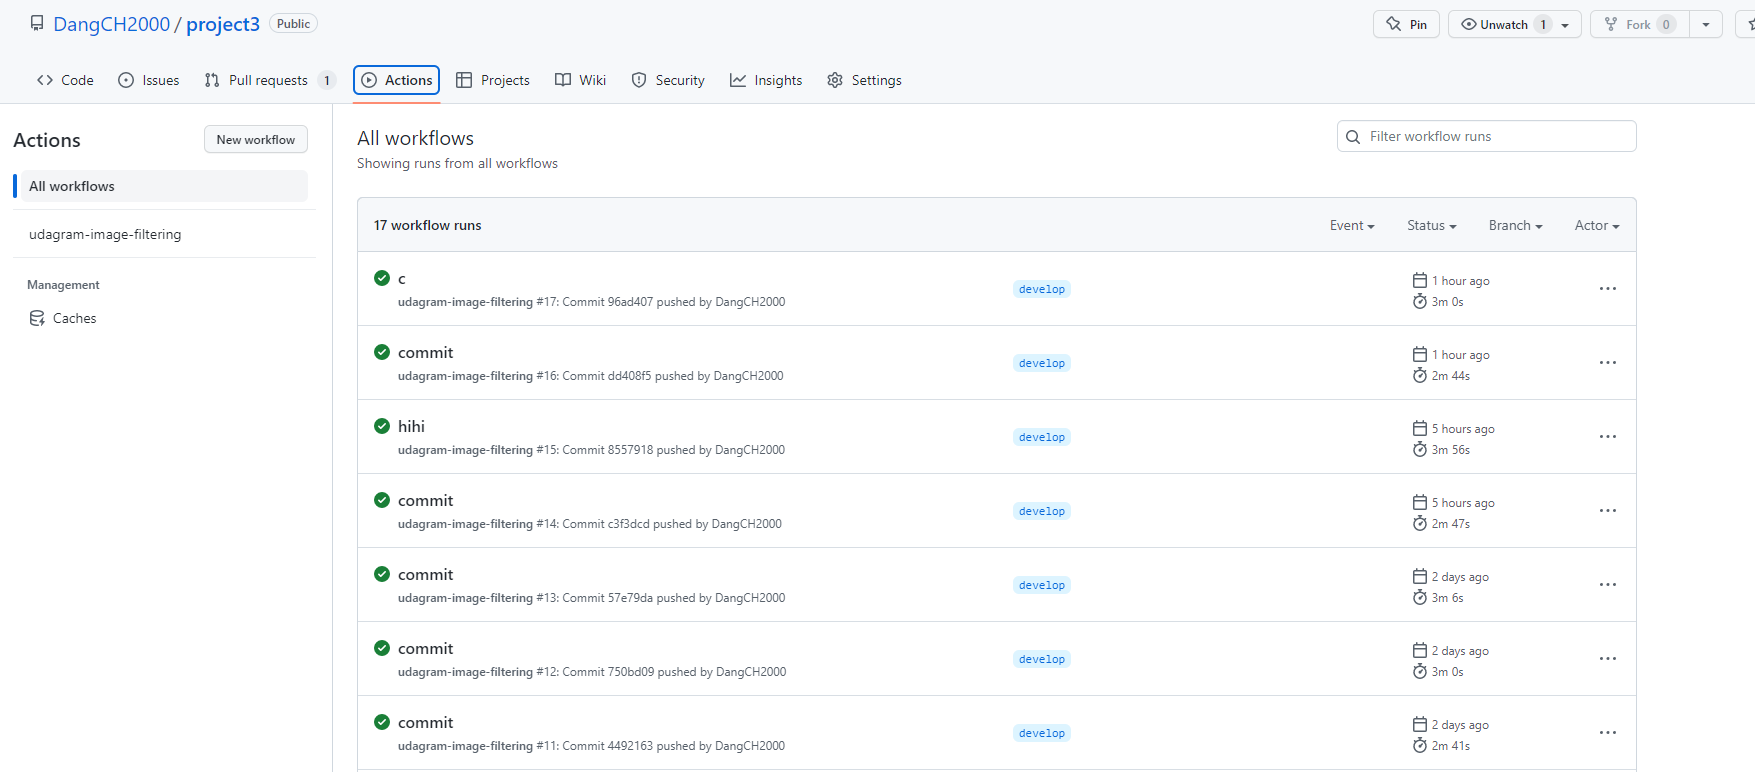 DangCH2000 / project3 Public
Pin Unwatch 1 Fork 0
Code Issues Pull requests 1 Actions Projects Wiki Security Insights Settings
Actions New workflow
All workflows
udagram-image-filtering
Management
Caches
All workflows
Showing runs from all workflows
Filter workflow runs
17 workflow runs Event Status Branch Actor
c
udagram-image-filtering #17: Commit 96ad407 pushed by DangCH2000
develop
1 hour ago
3m 0s
commit
udagram-image-filtering #16: Commit dd408f5 pushed by DangCH2000
develop
1 hour ago
2m 44s
hihi
udagram-image-filtering #15: Commit 8557918 pushed by DangCH2000
develop
5 hours ago
3m 56s
commit
udagram-image-filtering #14: Commit c3f3dcd pushed by DangCH2000
develop
5 hours ago
2m 47s
commit
udagram-image-filtering #13: Commit 57e79da pushed by DangCH2000
develop
2 days ago
3m 6s
commit
udagram-image-filtering #12: Commit 750bd09 pushed by DangCH2000
develop
2 days ago
3m 0s
commit
udagram-image-filtering #11: Commit 4492163 pushed by DangCH2000
develop
2 days ago
2m 41s